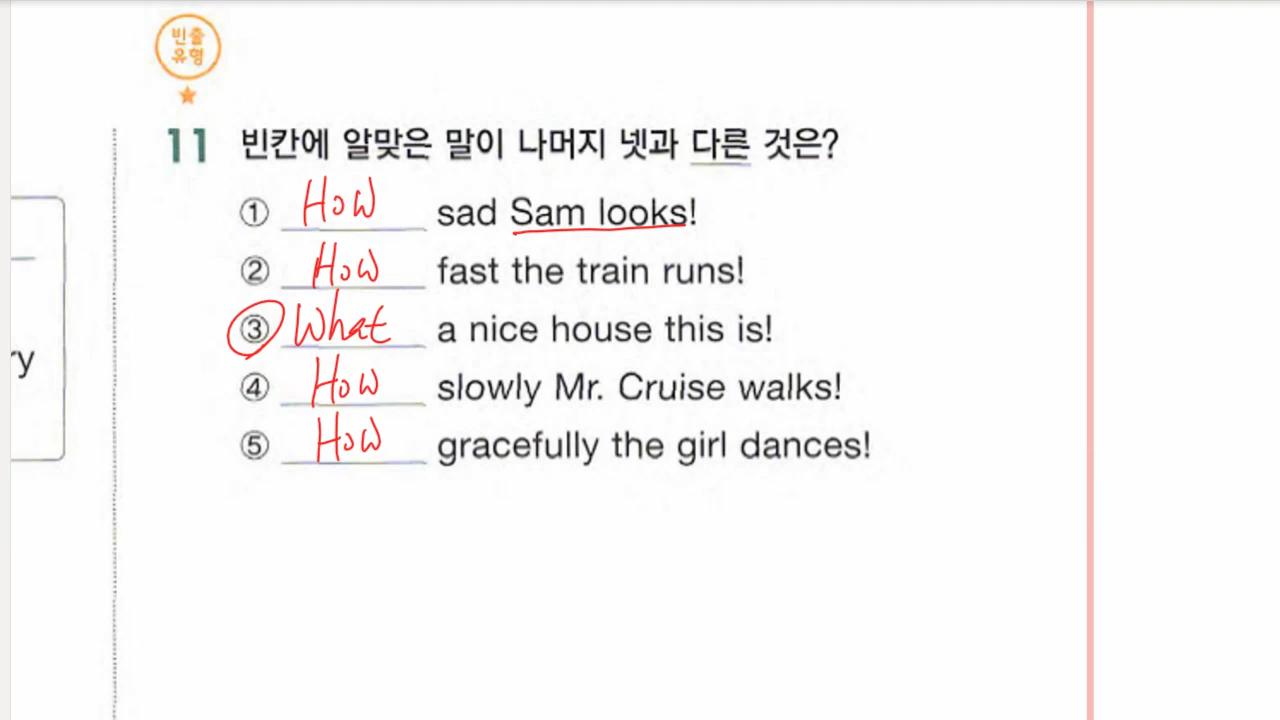 빈출
유형
11 빈칸에 알맞은 말이 나머지 넷과 다른 것은?
① How sad Sam looks!
② How fast the train runs!
③ What a nice house this is!
④ How slowly Mr. Cruise walks!
⑤ How gracefully the girl dances!